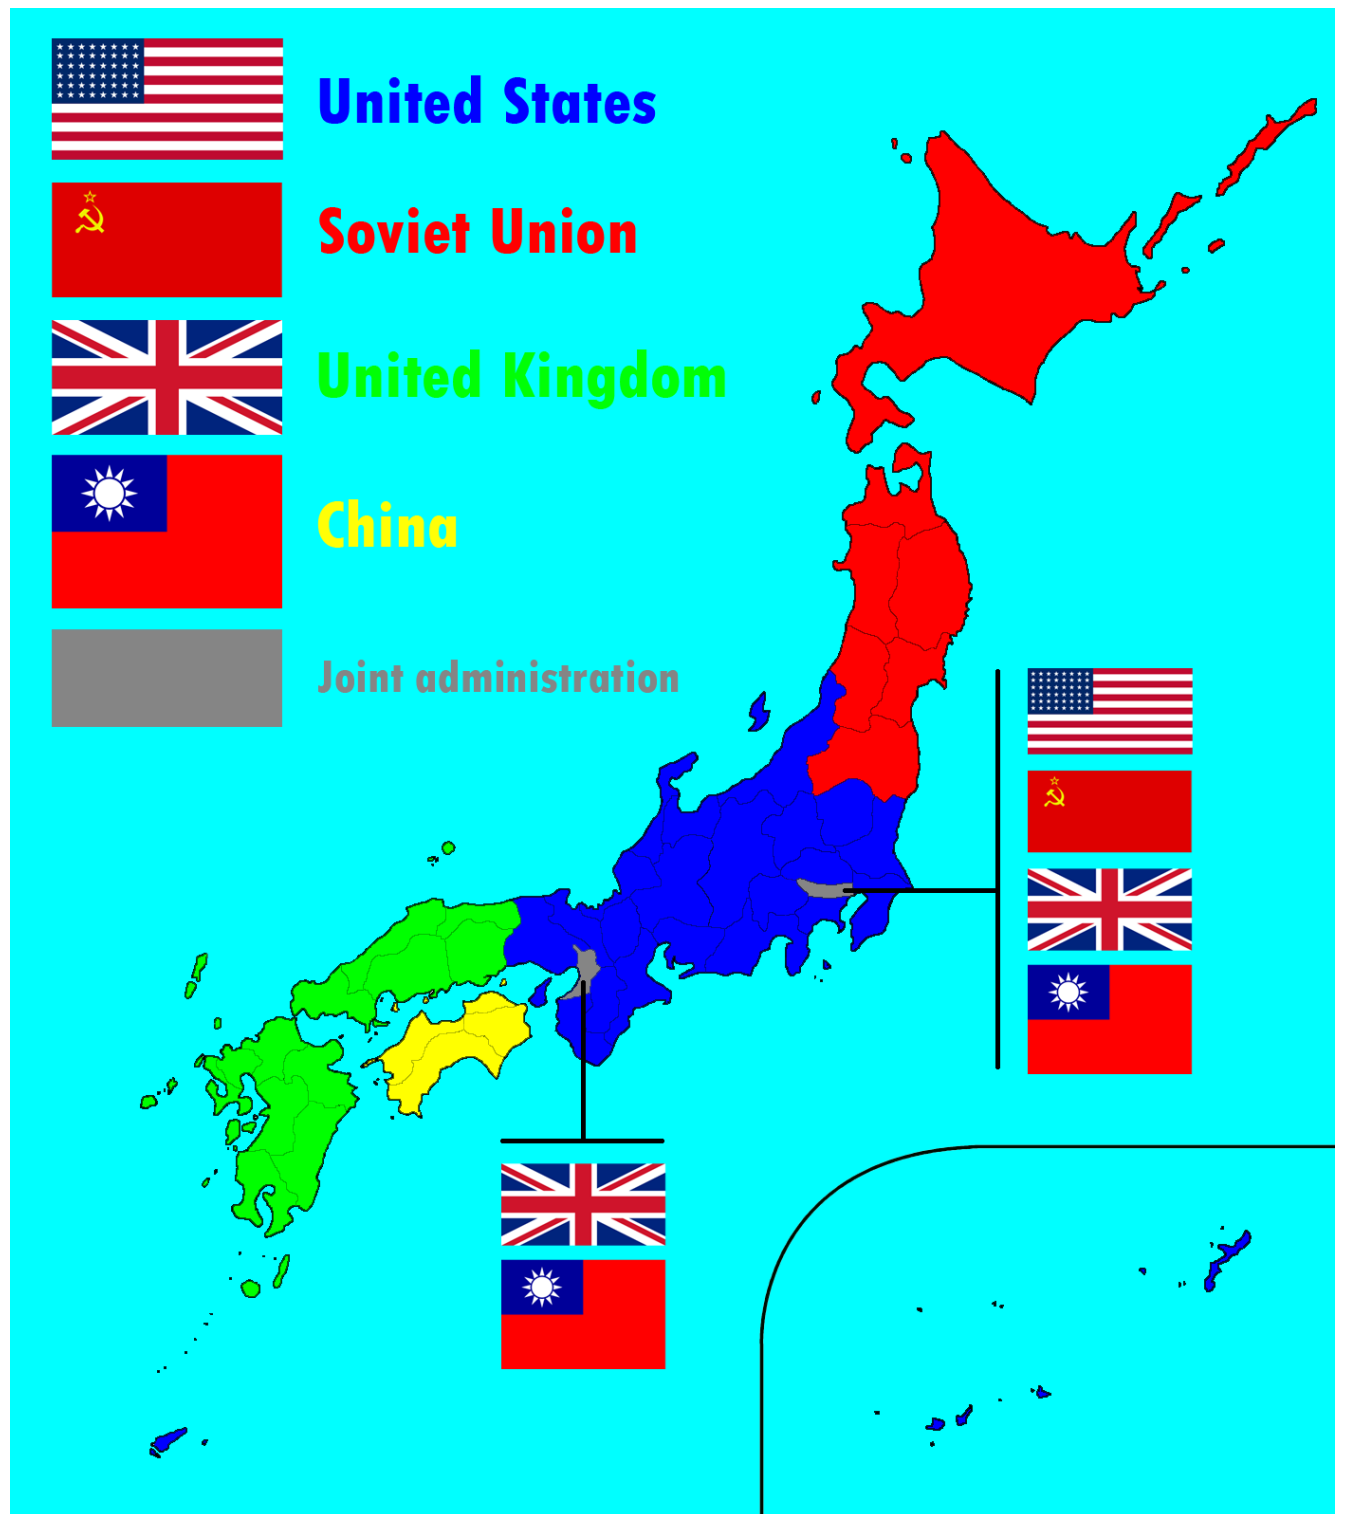 United States
Soviet Union
United Kingdom
China
Joint administration